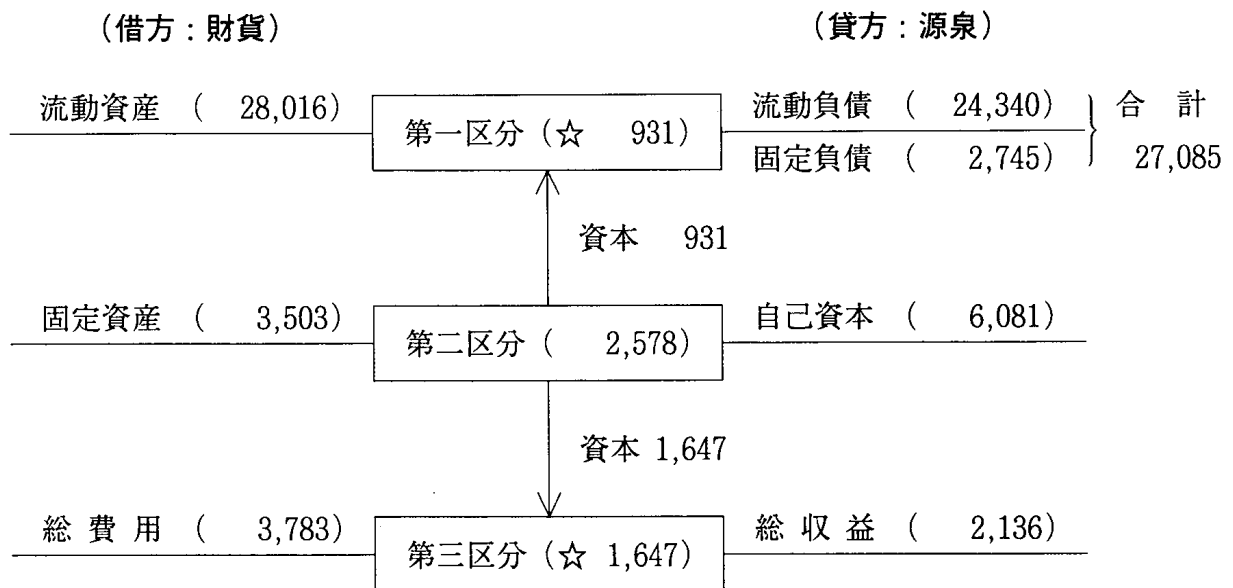 (借方：財貨) (貸方：源泉)
流動資産 ( 28,016) 第一区分 (☆ 931) 流動負債 ( 24,340) 合 計
固定負債 ( 2,745) 27,085
資本 931
固定資産 ( 3,503) 第二区分 ( 2,578) 自己資本 ( 6,081)
資本 1,647
総 費 用 ( 3,783) 第三区分 (☆ 1,647) 総 収 益 ( 2,136)